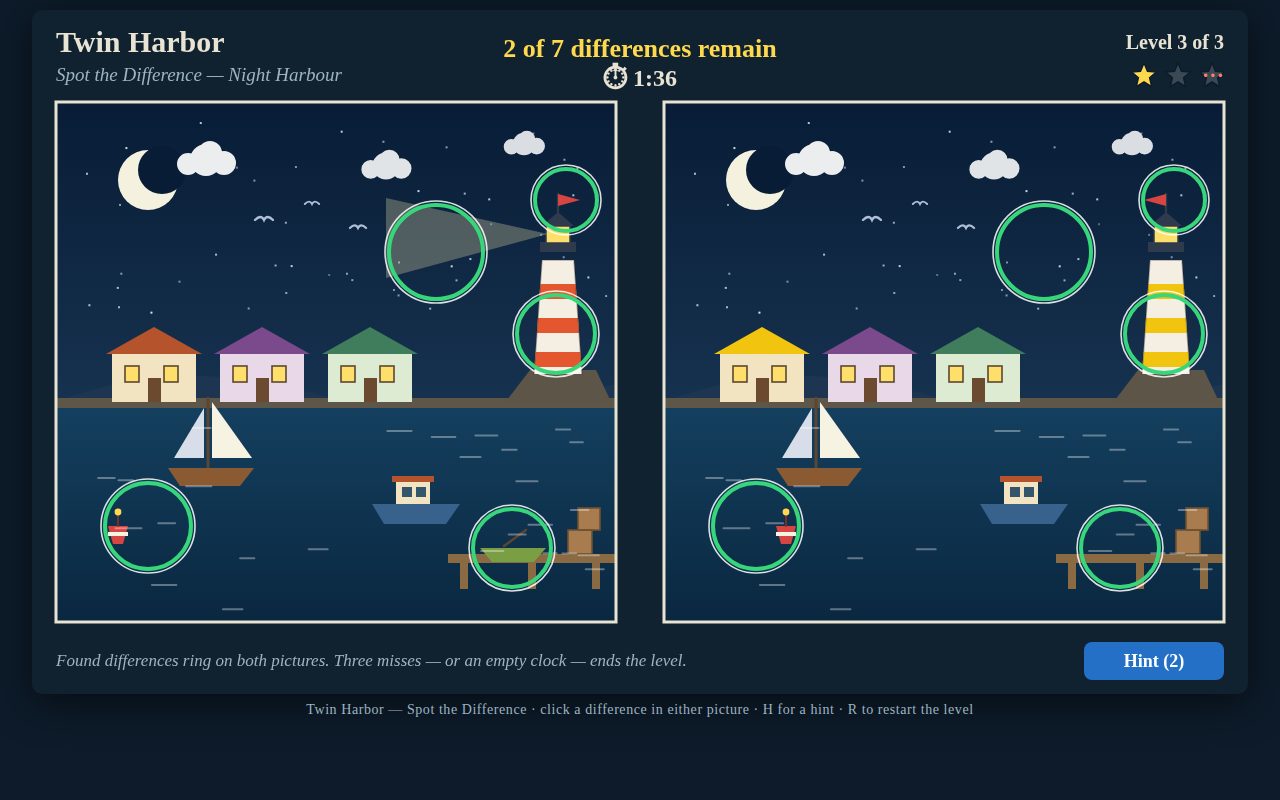 Twin Harbor
Spot the Difference — Night Harbour
2 of 7 differences remain
⏱ 1:36
Level 3 of 3
Found differences ring on both pictures. Three misses — or an empty clock — ends the level.
Hint (2)
Twin Harbor — Spot the Difference · click a difference in either picture · H for a hint · R to restart the level